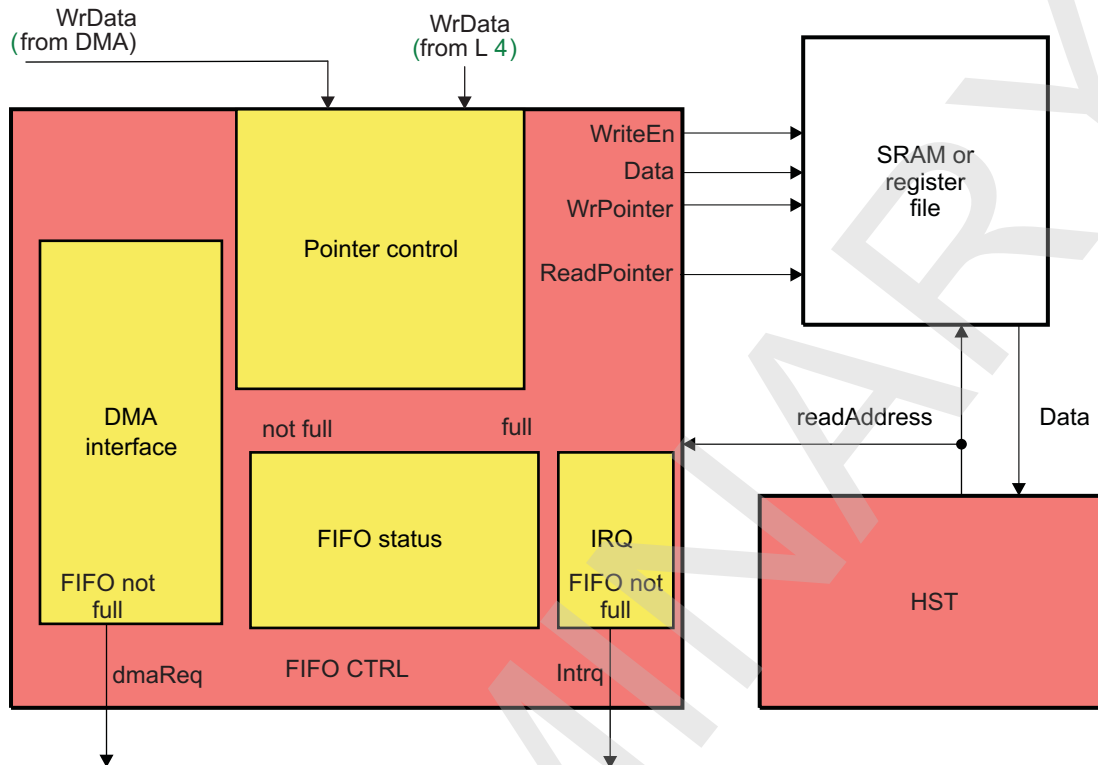 WrData
(from DMA)
WrData
(from L 4)
WriteEn
Data
WrPointer
ReadPointer
SRAM or
register
file
Pointer control
DMA
interface
not full
full
readAddress
Data
FIFO status
IRQ
FIFO not
full
FIFO not
full
HST
dmaReq
FIFO CTRL
Intrq
MINARY